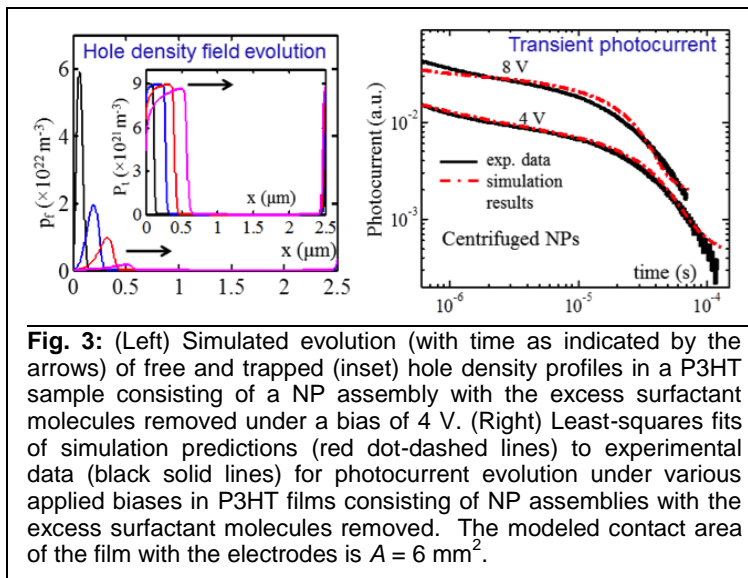 Hole density field evolution
p_f (×10^22 m^-3)
6
4
2
0
0
0.5
1
1.5
2
2.5
x (μm)
P_t (×10^21 m^-3)
9
6
3
0
0
0.5
1
1.5
2
2.5
x (μm)
Transient photocurrent
Photocurrent (a.u.)
10^-2
10^-3
8 V
4 V
exp. data
simulation
results
Centrifuged NPs
time (s)
10^-6
10^-5
10^-4
Fig. 3: (Left) Simulated evolution (with time as indicated by the
arrows) of free and trapped (inset) hole density profiles in a P3HT
sample consisting of a NP assembly with the excess surfactant
molecules removed under a bias of 4 V. (Right) Least-squares fits
of simulation predictions (red dot-dashed lines) to experimental
data (black solid lines) for photocurrent evolution under various
applied biases in P3HT films consisting of NP assemblies with the
excess surfactant molecules removed. The modeled contact area
of the film with the electrodes is A = 6 mm².